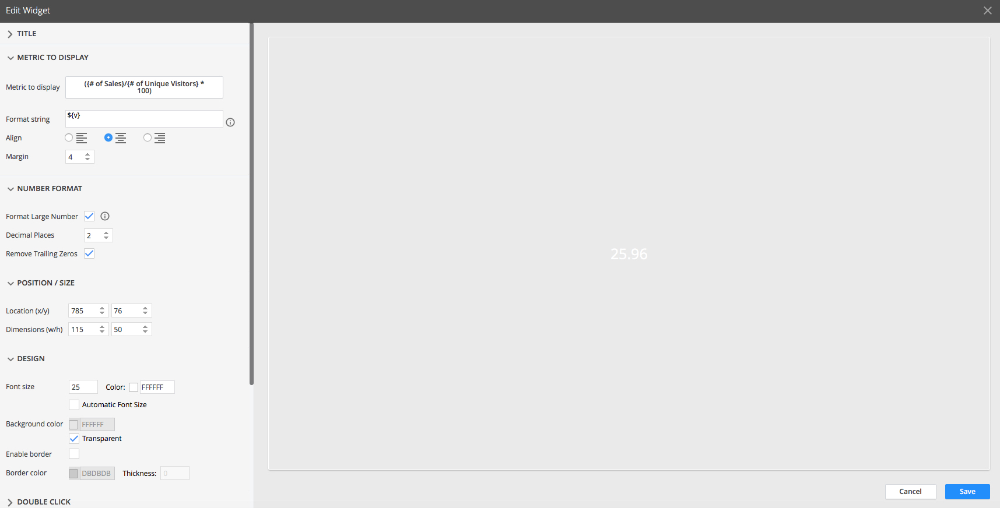 Edit Widget
TITLE
METRIC TO DISPLAY
Metric to display
({# of Sales}/{# of Unique Visitors} *
100)
Format string
${v}
Align
Margin
4
NUMBER FORMAT
Format Large Number
Decimal Places
2
Remove Trailing Zeros
25.96
POSITION / SIZE
Location (x/y)
785
76
Dimensions (w/h)
115
50
DESIGN
Font size
25
Color:
FFFFFF
Automatic Font Size
Background color
FFFFFF
Transparent
Enable border
Border color
DBDBDB
Thickness:
0
DOUBLE CLICK
Cancel
Save